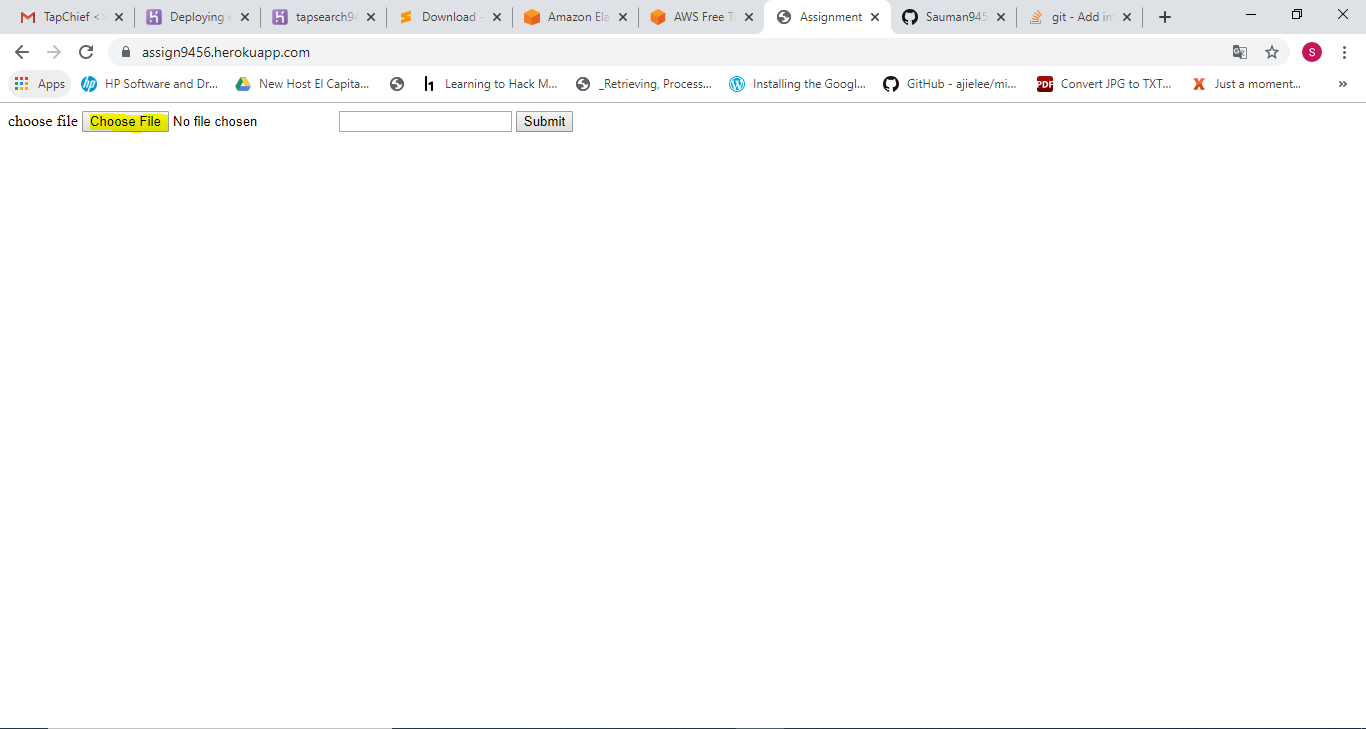 TapChief < Deploying tapsearch9 Download - Amazon Ela AWS Free T Assignment Sauman945 git - Add im
assign9456.herokuapp.com S
Apps HP Software and Dr... New Host El Capita... h Learning to Hack M... _Retrieving, Process... Installing the Googl... GitHub - ajielee/mi... PDF Convert JPG to TXT... Just a moment... »
choose file Choose File No file chosen Submit